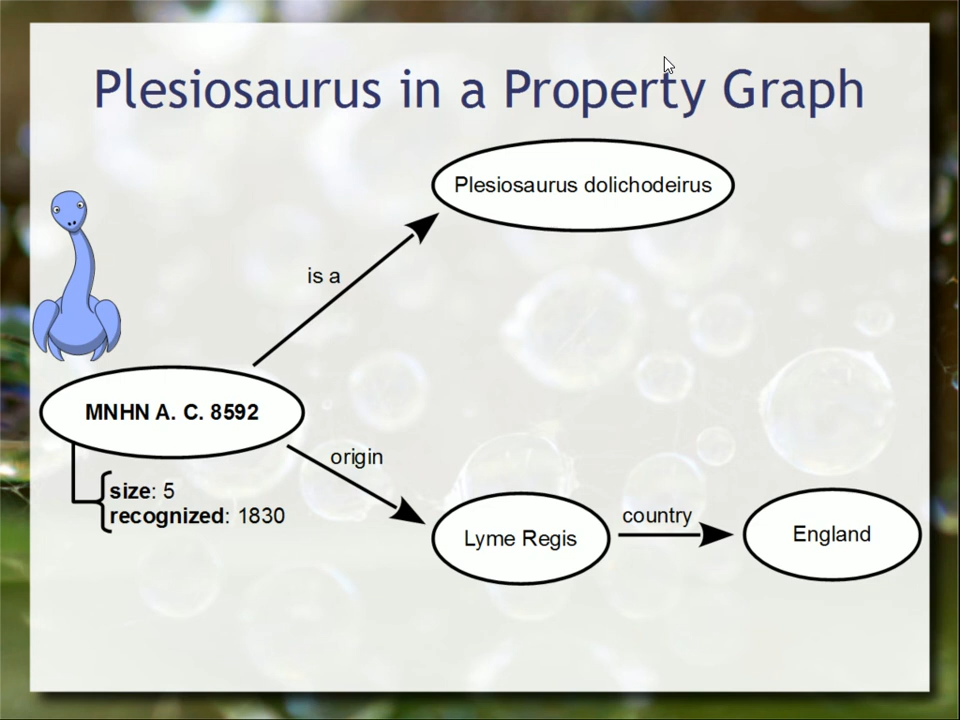 Plesiosaurus in a Property Graph
Plesiosaurus dolichodeirus
is a
MNHN A. C. 8592
size: 5
recognized: 1830
origin
Lyme Regis
country
England